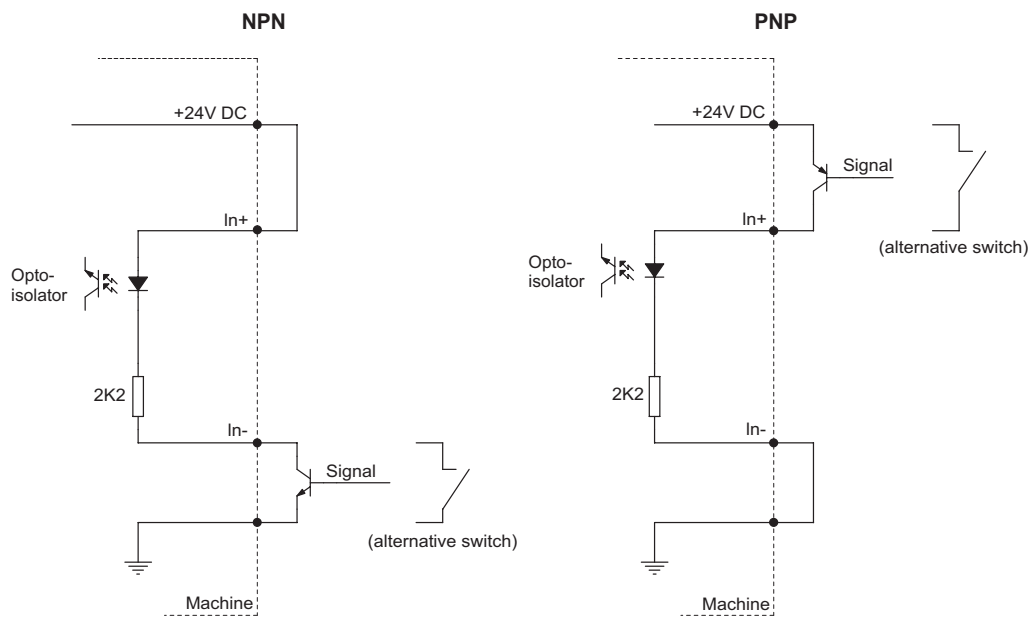 NPN
+24V DC
In+
Opto-
isolator
2K2
In-
Signal
(alternative switch)
Machine
PNP
+24V DC
Signal
In+
(alternative switch)
Opto-
isolator
2K2
In-
Machine